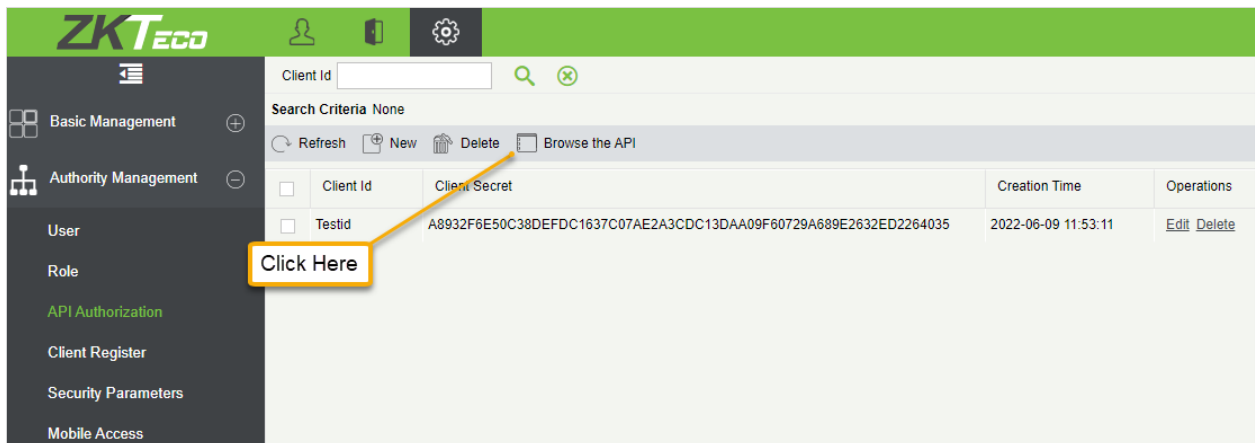 ZKTeco
Client Id
Search Criteria None
Basic Management
Refresh New Delete Browse the API
Authority Management
Client Id Client Secret Creation Time Operations
User
Testid A8932F6E50C38DEFDC1637C07AE2A3CDC13DAA09F60729A689E2632ED2264035 2022-06-09 11:53:11 Edit Delete
Click Here
Role
API Authorization
Client Register
Security Parameters
Mobile Access